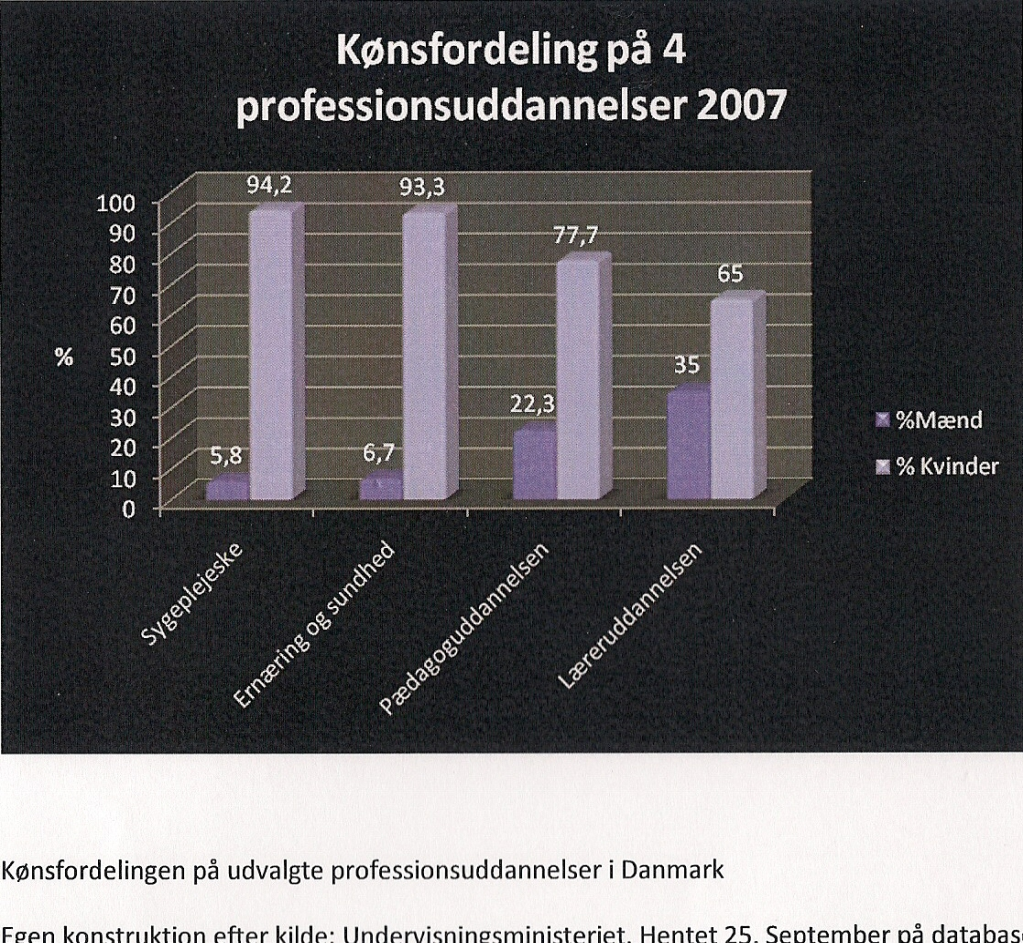 Kønsfordeling på 4
professionsuddannelser 2007
94,2
93,3
77,7
65
35
22,3
5,8
6,7
100
90
80
70
60
50
40
30
20
10
0
%
%Mænd
% Kvinder
Sygeplejeske
Ernæring og sundhed
Pædagoguddannelsen
Læreruddannelsen
Kønsfordelingen på udvalgte professionsuddannelser i Danmark
Egen konstruktion efter kilde: Undervisningsministeriet. Hentet 25. September på databas